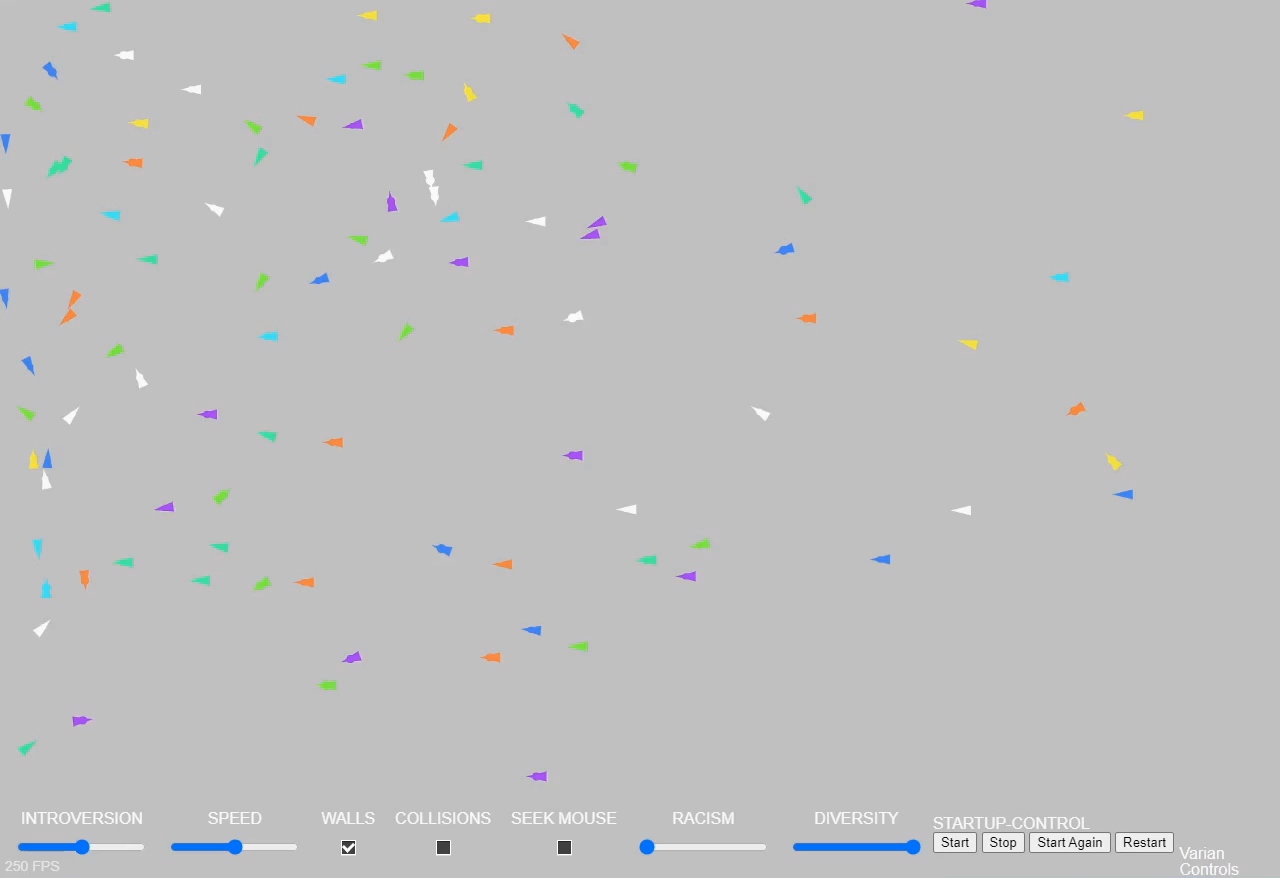 INTROVERSION SPEED WALLS COLLISIONS SEEK MOUSE RACISM DIVERSITY STARTUP-CONTROL
Start Stop Start Again Restart
Varian
Controls
250 FPS